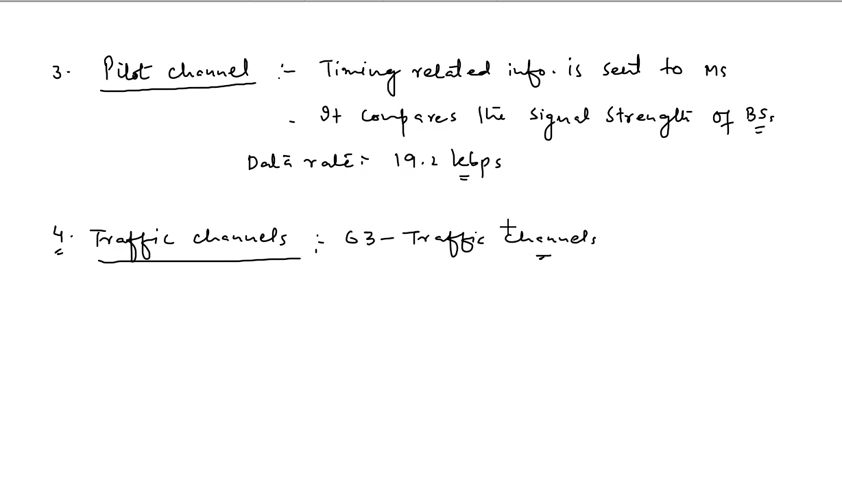 3. Pilot channel :- Timing related info. is sent to MS
- It compares the signal strength of BSs
Data rate :- 19.2 kbps
4. Traffic channels :- 63 - Traffic channels